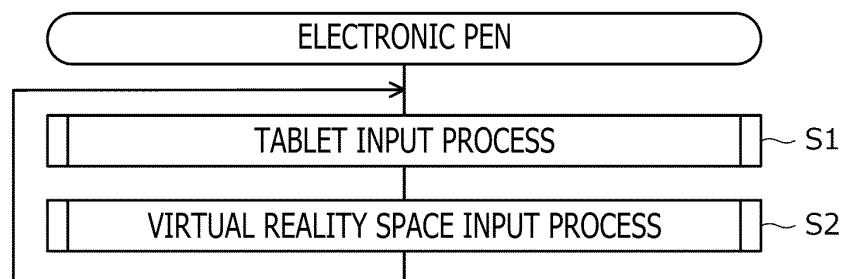 ELECTRONIC PEN
TABLET INPUT PROCESS S1
VIRTUAL REALITY SPACE INPUT PROCESS S2